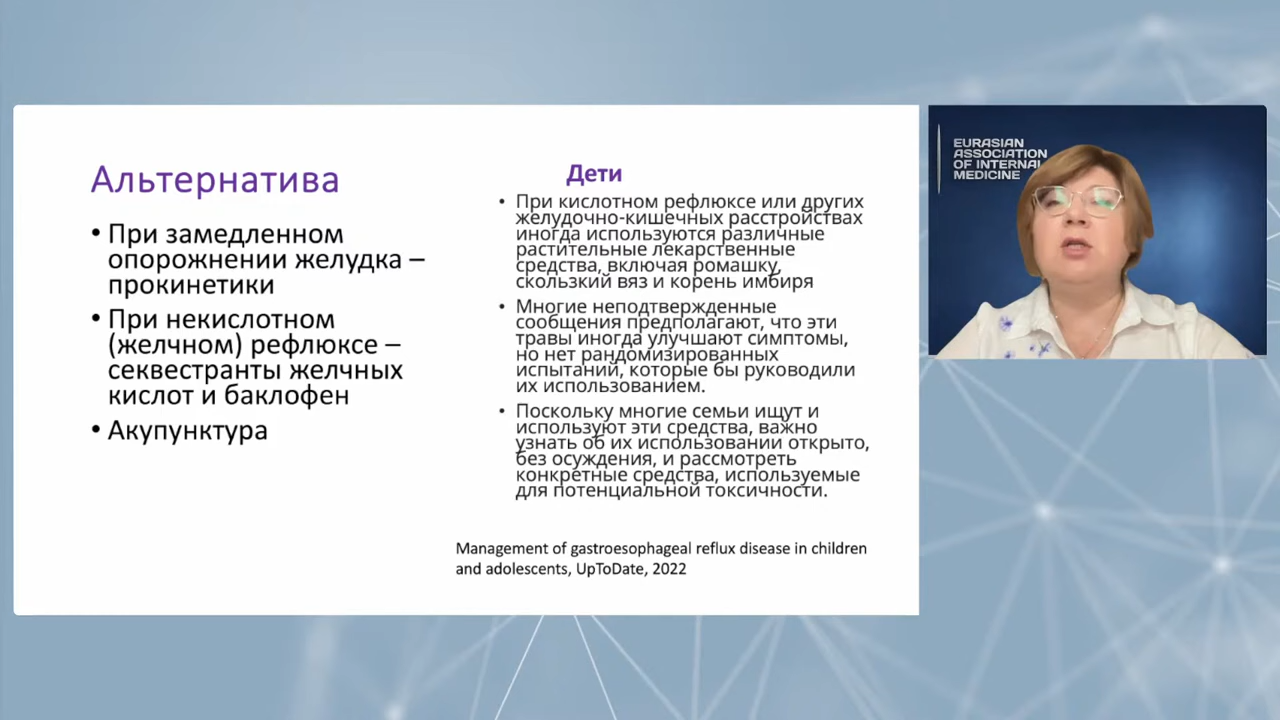 Альтернатива
• При замедленном
опорожнении желудка –
прокинетики
• При некислотном
(желчном) рефлюксе –
секвестранты желчных
кислот и баклофен
• Акупунктура
Дети
• При кислотном рефлюксе или других
желудочно-кишечных расстройствах
иногда используются различные
растительные лекарственные
средства, включая ромашку,
скользкий вяз и корень имбиря
• Многие неподтвержденные
сообщения предполагают, что эти
травы иногда улучшают симптомы,
но нет рандомизированных
испытаний, которые бы руководили
их использованием.
• Поскольку многие семьи ищут и
используют эти средства, важно
узнать об их использовании открыто,
без осуждения, и рассмотреть
конкретные средства, используемые
для потенциальной токсичности.
Management of gastroesophageal reflux disease in children
and adolescents, UpToDate, 2022
EURASIAN
ASSOCIATION
OF INTERNAL
MEDICINE